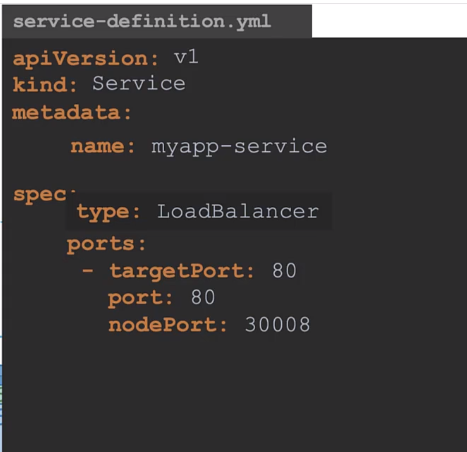 service-definition.yml
apiVersion: v1
kind: Service
metadata:
name: myapp-service
spec:
type: LoadBalancer
ports:
- targetPort: 80
port: 80
nodePort: 30008